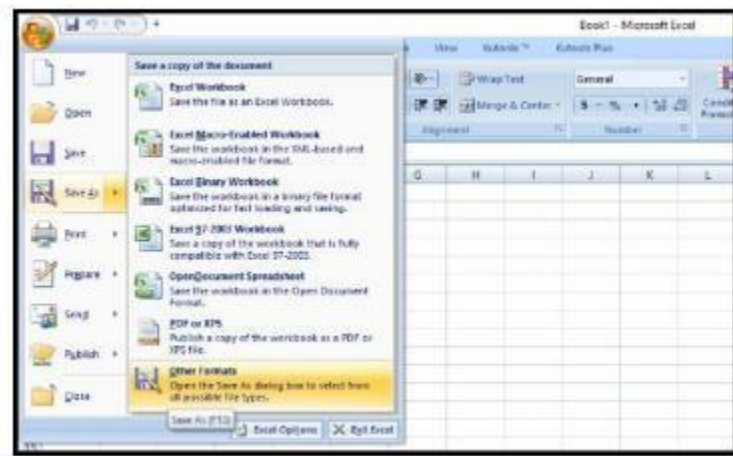 Book1 - Microsoft Excel
View Kutools ™ Kutools Plus
New
Open
Save
Save As
Print
Prepare
Send
Publish
Close
Save a copy of the document
Excel Workbook
Save the file as an Excel Workbook.
Excel Macro-Enabled Workbook
Save the workbook in the XML-based and
macro-enabled file format.
Excel Binary Workbook
Save the workbook in a binary file format
optimized for fast loading and saving.
Excel 97-2003 Workbook
Save a copy of the workbook that is fully
compatible with Excel 97-2003.
OpenDocument Spreadsheet
Save the workbook in the Open Document
Format.
PDF or XPS
Publish a copy of the workbook as a PDF or
XPS file.
Other Formats
Open the Save As dialog box to select from
all possible file types.
Save As (F12)
Excel Options Exit Excel
Wrap Text General
Merge & Center $ %
Alignment Number
G H I J K L